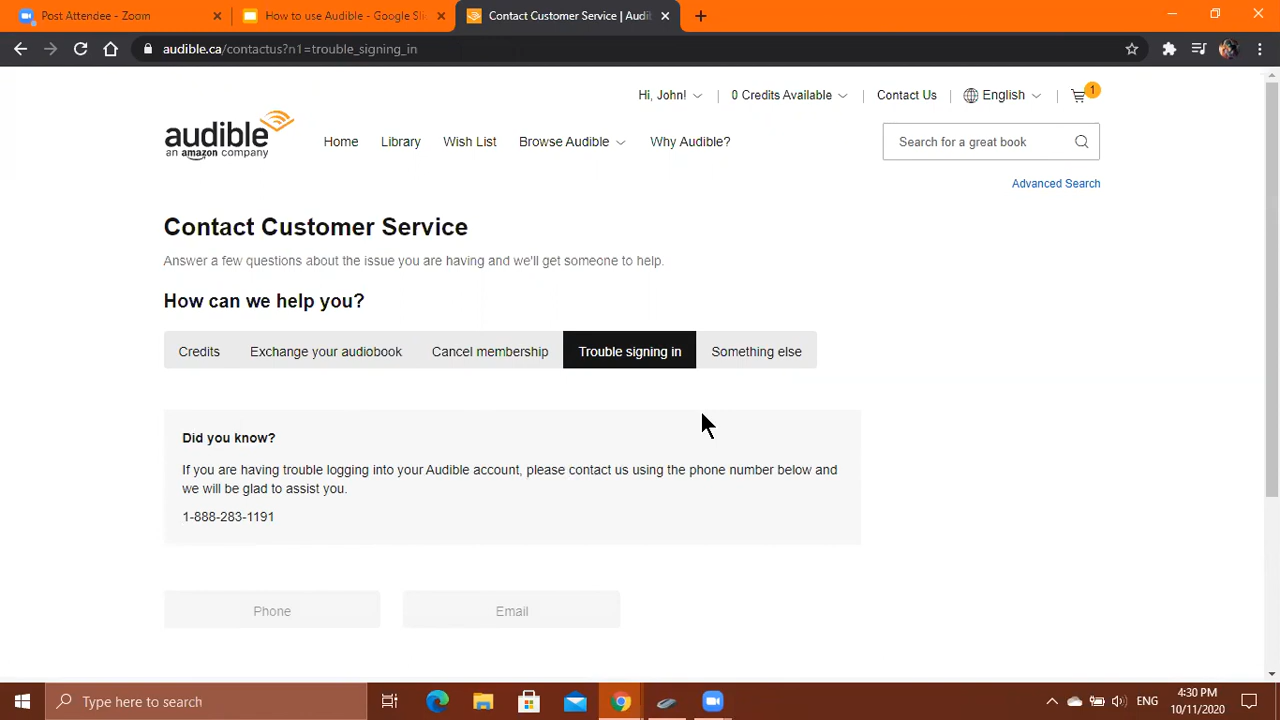 Post Attendee - Zoom
How to use Audible - Google Sli
Contact Customer Service | Audi
audible.ca/contactus?n1=trouble_signing_in
Hi, John!
0 Credits Available
Contact Us
English
1
audible
an amazon company
Home
Library
Wish List
Browse Audible
Why Audible?
Search for a great book
Advanced Search
Contact Customer Service
Answer a few questions about the issue you are having and we'll get someone to help.
How can we help you?
Credits
Exchange your audiobook
Cancel membership
Trouble signing in
Something else
Did you know?
If you are having trouble logging into your Audible account, please contact us using the phone number below and
we will be glad to assist you.
1-888-283-1191
Phone
Email
Type here to search
ENG
4:30 PM
10/11/2020